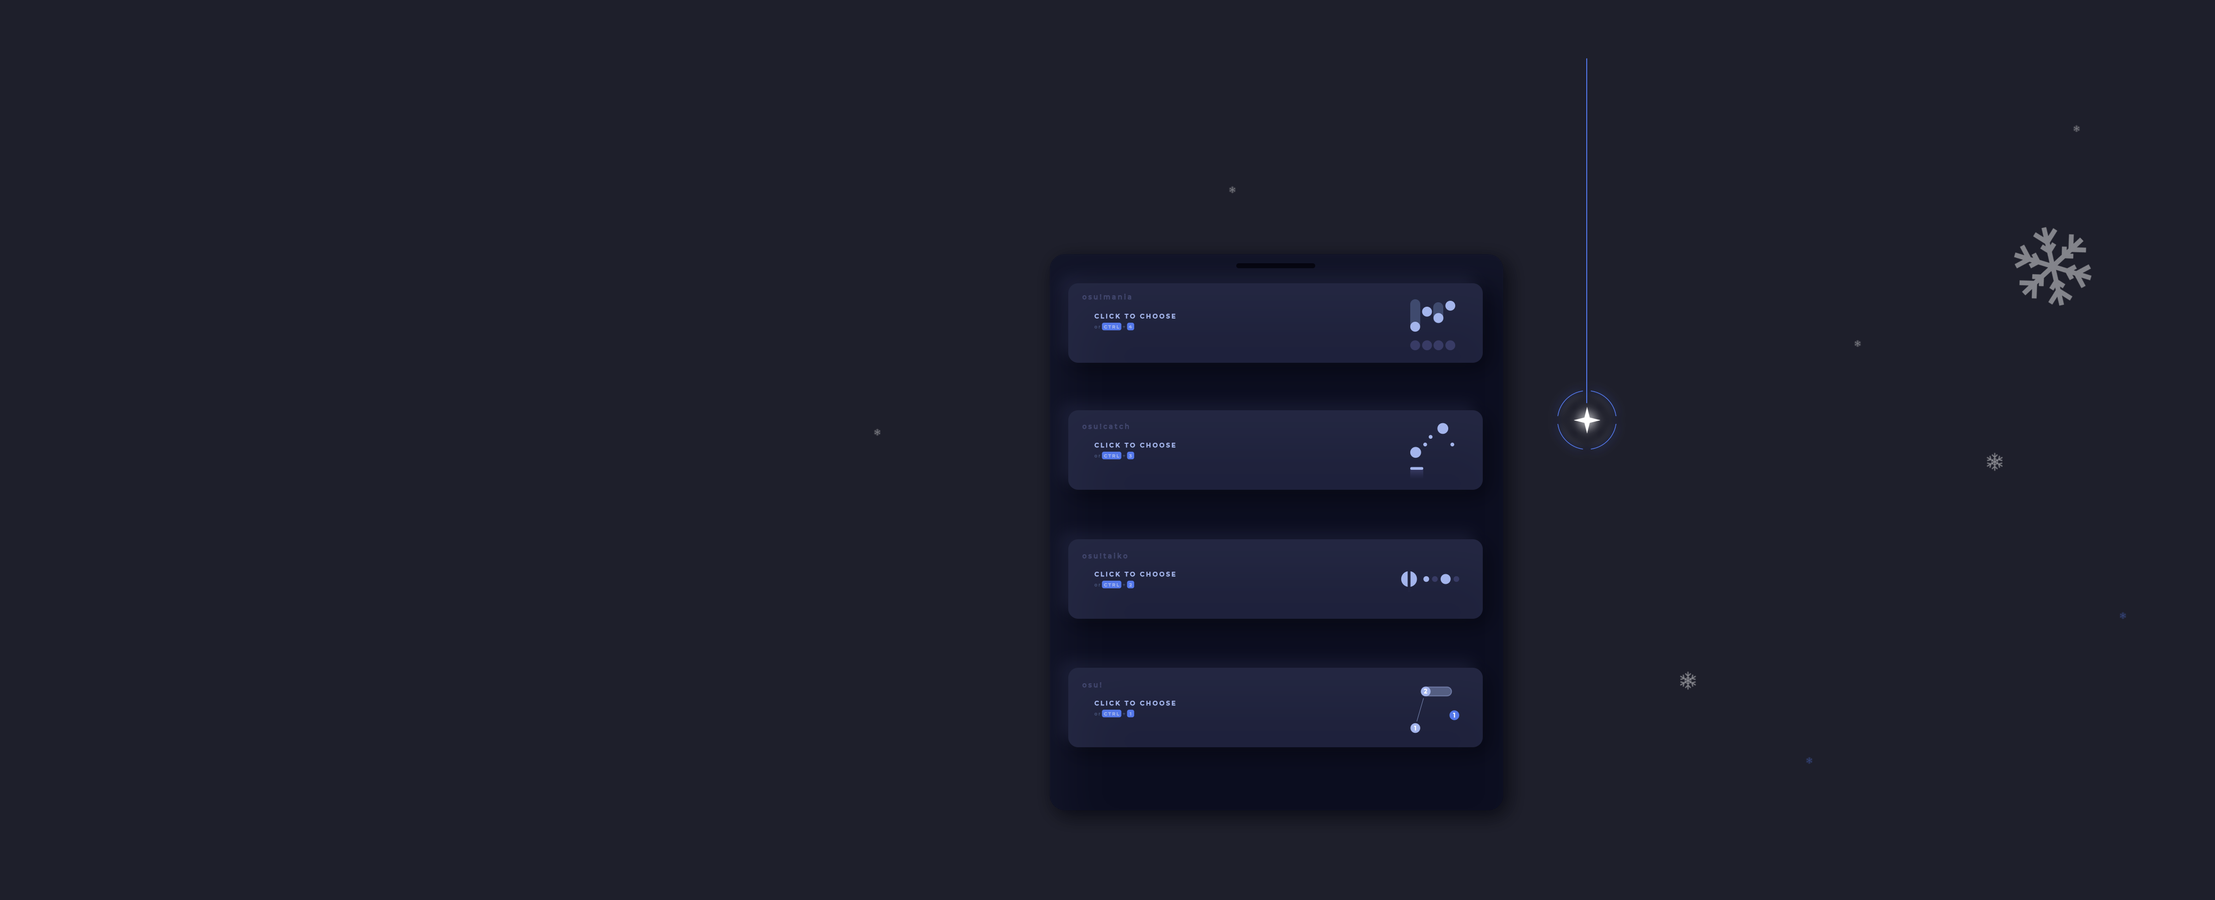 osu!mania
CLICK TO CHOOSE
or CTRL + 4
osu!catch
CLICK TO CHOOSE
or CTRL + 3
osu!taiko
CLICK TO CHOOSE
or CTRL + 2
osu!
CLICK TO CHOOSE
or CTRL + 1
2
1
1